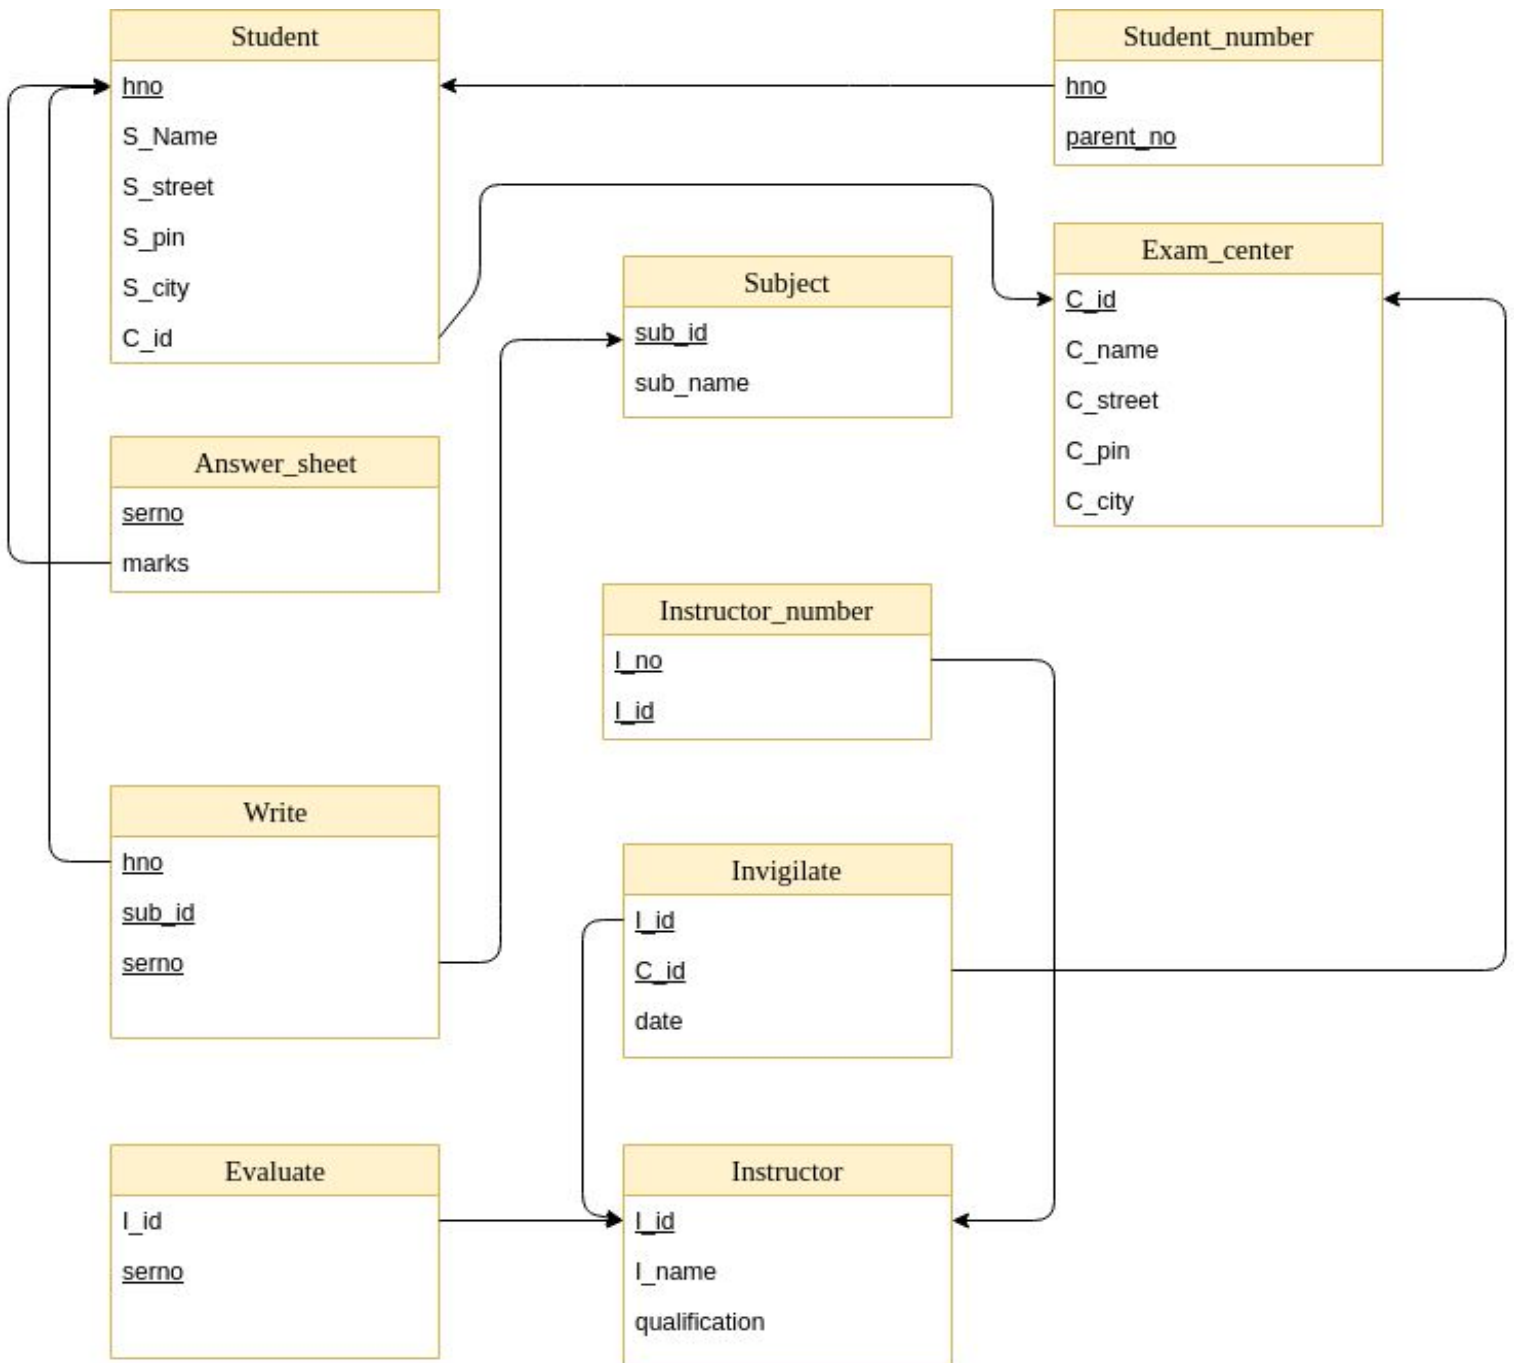 Student
hno
S_Name
S_street
S_pin
S_city
C_id
Student_number
hno
parent_no
Subject
sub_id
sub_name
Exam_center
C_id
C_name
C_street
C_pin
C_city
Answer_sheet
serno
marks
Instructor_number
I_no
I_id
Write
hno
sub_id
serno
Invigilate
I_id
C_id
date
Evaluate
I_id
serno
Instructor
I_id
I_name
qualification